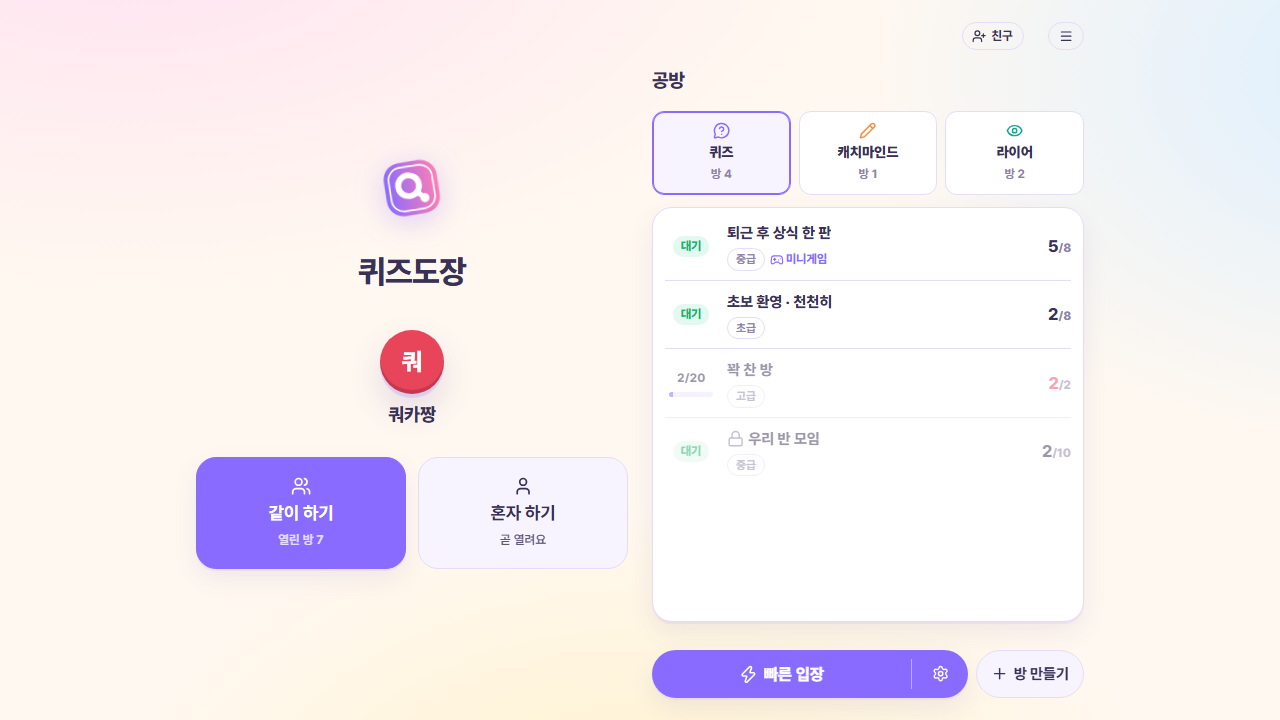 친구
공방
퀴즈
방 4
캐치마인드
방 1
라이어
방 2
퀴즈도장
쿼
쿼카짱
같이 하기
열린 방 7
혼자 하기
곧 열려요
대기
퇴근 후 상식 한 판
중급
미니게임
5/8
대기
초보 환영 · 천천히
초급
2/8
2/20
꽉 찬 방
고급
2/2
대기
우리 반 모임
중급
2/10
빠른 입장
방 만들기